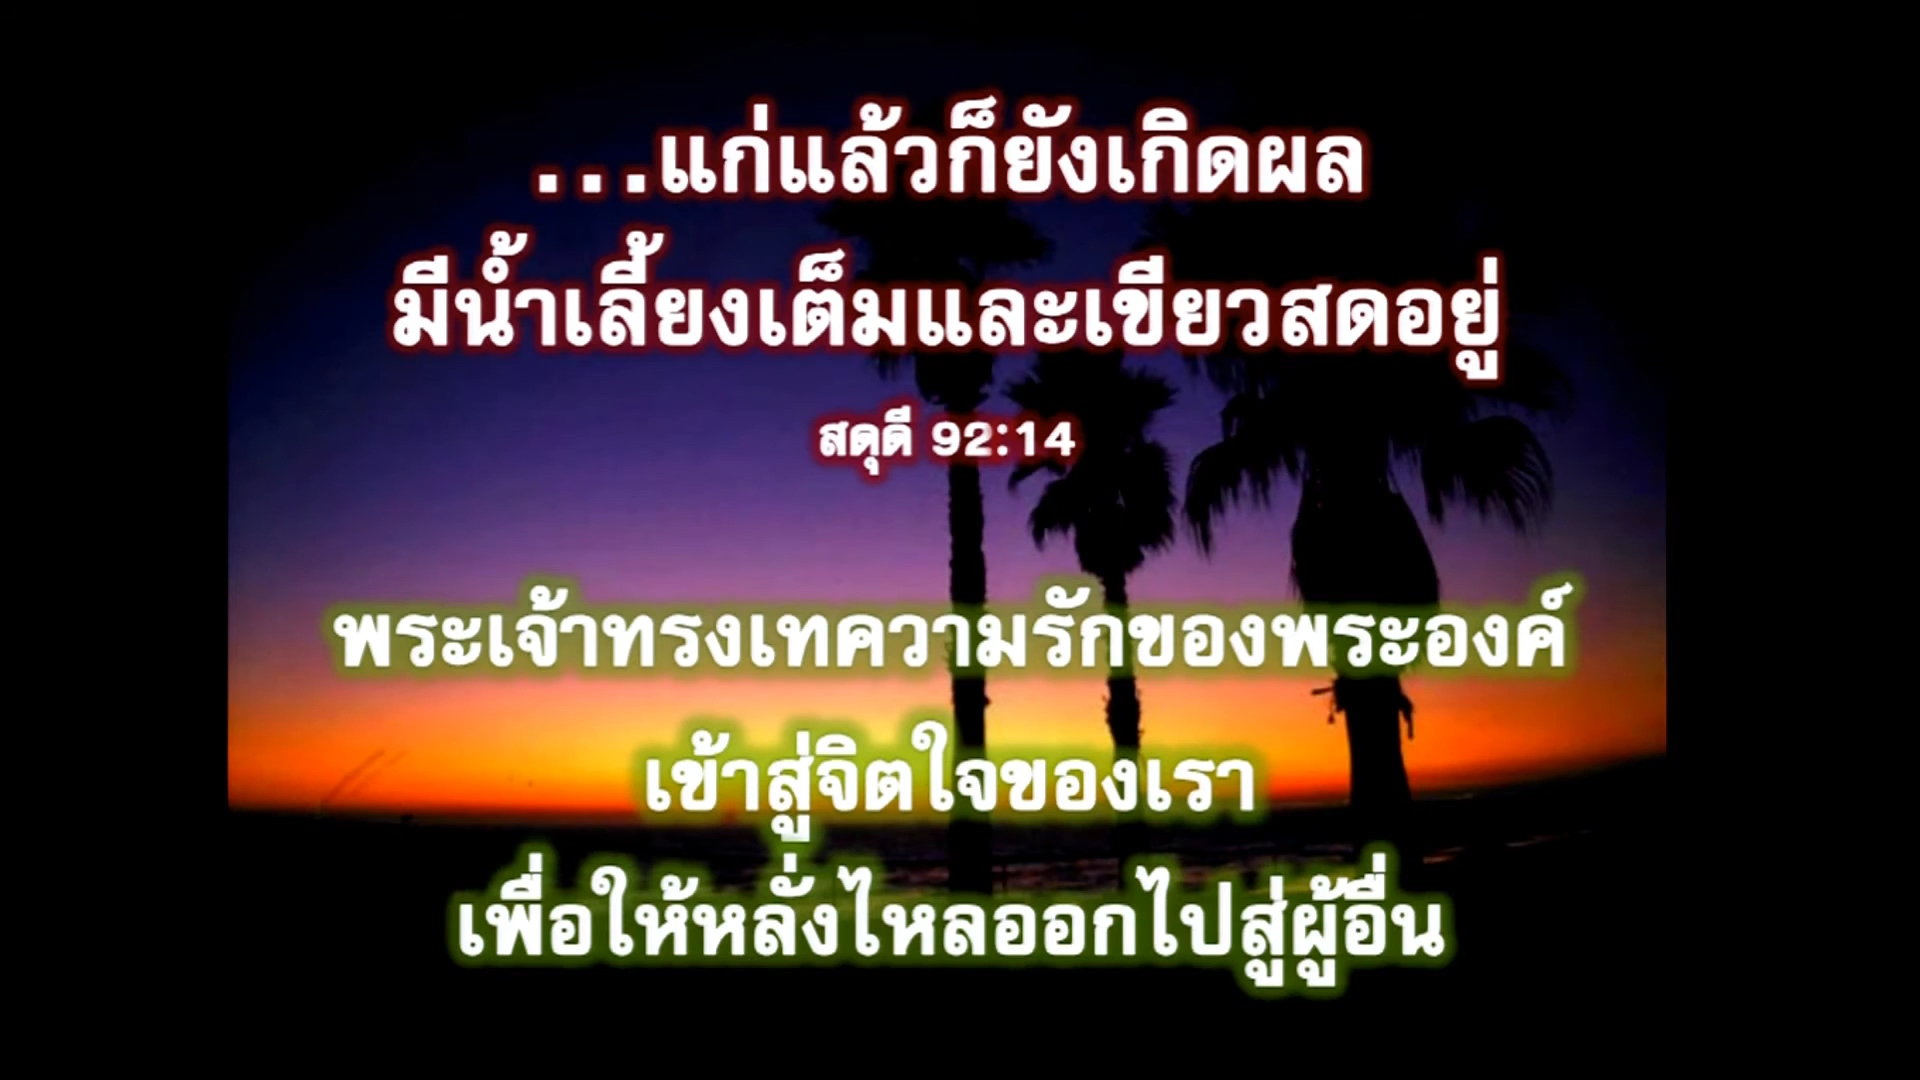 ...แก่แล้วก็ยังเกิดผล
มีน้ำเลี้ยงเต็มและเขียวสดอยู่
สดุดี 92:14
พระเจ้าทรงเทความรักของพระองค์
เข้าสู่จิตใจของเรา
เพื่อให้หลั่งไหลออกไปสู่ผู้อื่น